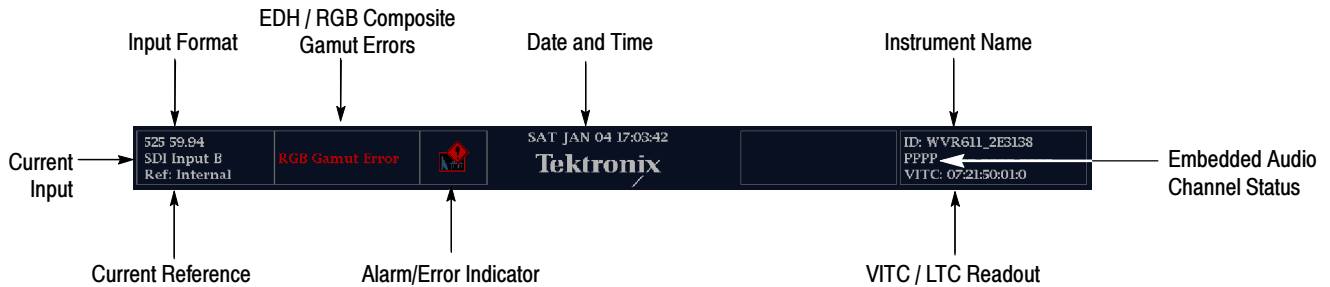 EDH / RGB Composite
Gamut Errors
Input Format
Date and Time
Instrument Name
525 59.94
SDI Input B
Ref: Internal
RGB Gamut Error
SAT JAN 04 17:03:42
Tektronix
ID: WVR611_2E3138
PPPP
VITC: 07:21:50:01:0
Current
Input
Embedded Audio
Channel Status
Current Reference
Alarm/Error Indicator
VITC / LTC Readout